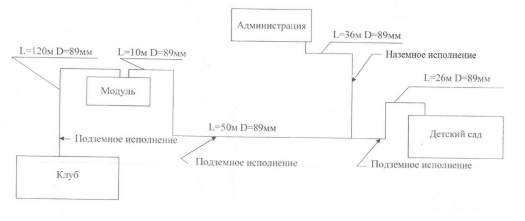 Администрация
L=36м D=89мм
L=120м D=89мм
L=10м D=89мм
Наземное исполнение
L=26м D=89мм
Модуль
L=50м D=89мм
Детский сад
Подземное исполнение
Подземное исполнение
Подземное исполнение
Клуб